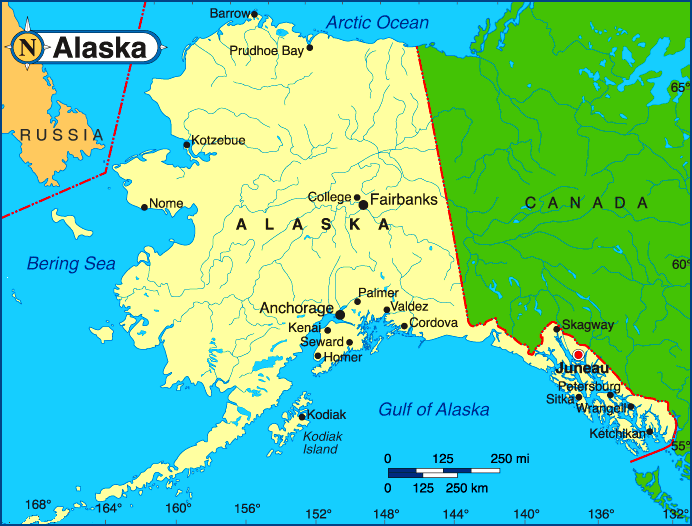 Barrow
Arctic Ocean
N Alaska
Prudhoe Bay
65°
RUSSIA
Kotzebue
College
Fairbanks
Nome
CANADA
ALASKA
Bering Sea
60°
Palmer
Anchorage
Valdez
Kenai
Cordova
Skagway
Seward
Homer
Juneau
Petersburg
Sitka
Wrangell
Kodiak
Gulf of Alaska
Ketchikan
Kodiak
Island
55°
0 125 250 mi
0 125 250 km
168° 164° 160° 156° 152° 148° 144° 140° 136° 132°